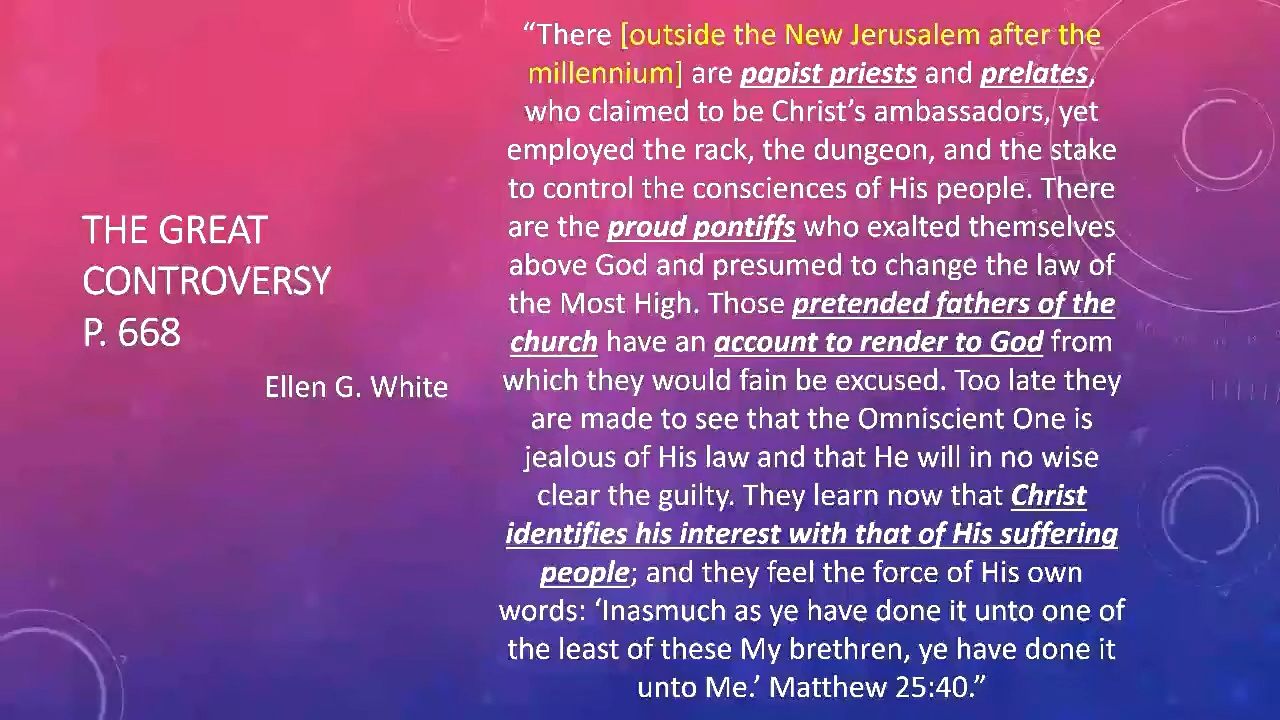 THE GREAT
CONTROVERSY
P. 668
Ellen G. White
“There [outside the New Jerusalem after the
millennium] are papist priests and prelates,
who claimed to be Christ’s ambassadors, yet
employed the rack, the dungeon, and the stake
to control the consciences of His people. There
are the proud pontiffs who exalted themselves
above God and presumed to change the law of
the Most High. Those pretended fathers of the
church have an account to render to God from
which they would fain be excused. Too late they
are made to see that the Omniscient One is
jealous of His law and that He will in no wise
clear the guilty. They learn now that Christ
identifies his interest with that of His suffering
people; and they feel the force of His own
words: ‘Inasmuch as ye have done it unto one of
the least of these My brethren, ye have done it
unto Me.’ Matthew 25:40.”